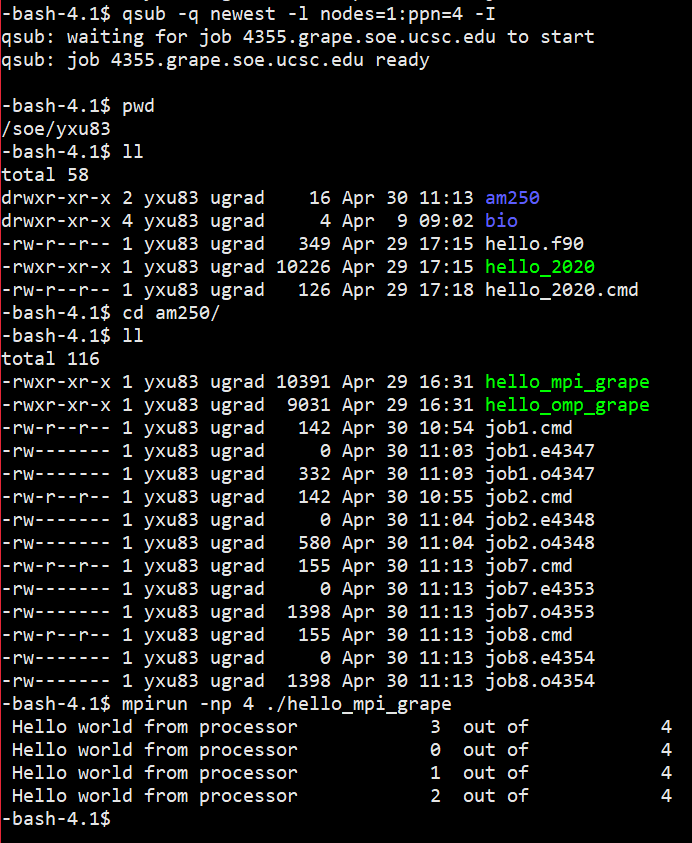 -bash-4.1$ qsub -q newest -l nodes=1:ppn=4 -I
qsub: waiting for job 4355.grape.soe.ucsc.edu to start
qsub: job 4355.grape.soe.ucsc.edu ready

-bash-4.1$ pwd
/soe/yxu83
-bash-4.1$ ll
total 58
drwxr-xr-x 2 yxu83 ugrad    16 Apr 30 11:13 am250
drwxr-xr-x 4 yxu83 ugrad     4 Apr  9 09:02 bio
-rw-r--r-- 1 yxu83 ugrad   349 Apr 29 17:15 hello.f90
-rwxr-xr-x 1 yxu83 ugrad 10226 Apr 29 17:15 hello_2020
-rw-r--r-- 1 yxu83 ugrad   126 Apr 29 17:18 hello_2020.cmd
-bash-4.1$ cd am250/
-bash-4.1$ ll
total 116
-rwxr-xr-x 1 yxu83 ugrad 10391 Apr 29 16:31 hello_mpi_grape
-rwxr-xr-x 1 yxu83 ugrad  9031 Apr 29 16:31 hello_omp_grape
-rw-r--r-- 1 yxu83 ugrad   142 Apr 30 10:54 job1.cmd
-rw------- 1 yxu83 ugrad     0 Apr 30 11:03 job1.e4347
-rw------- 1 yxu83 ugrad   332 Apr 30 11:03 job1.o4347
-rw-r--r-- 1 yxu83 ugrad   142 Apr 30 10:55 job2.cmd
-rw------- 1 yxu83 ugrad     0 Apr 30 11:04 job2.e4348
-rw------- 1 yxu83 ugrad   580 Apr 30 11:04 job2.o4348
-rw-r--r-- 1 yxu83 ugrad   155 Apr 30 11:13 job7.cmd
-rw------- 1 yxu83 ugrad     0 Apr 30 11:13 job7.e4353
-rw------- 1 yxu83 ugrad  1398 Apr 30 11:13 job7.o4353
-rw-r--r-- 1 yxu83 ugrad   155 Apr 30 11:13 job8.cmd
-rw------- 1 yxu83 ugrad     0 Apr 30 11:13 job8.e4354
-rw------- 1 yxu83 ugrad  1398 Apr 30 11:13 job8.o4354
-bash-4.1$ mpirun -np 4 ./hello_mpi_grape
 Hello world from processor            3  out of            4
 Hello world from processor            0  out of            4
 Hello world from processor            1  out of            4
 Hello world from processor            2  out of            4
-bash-4.1$